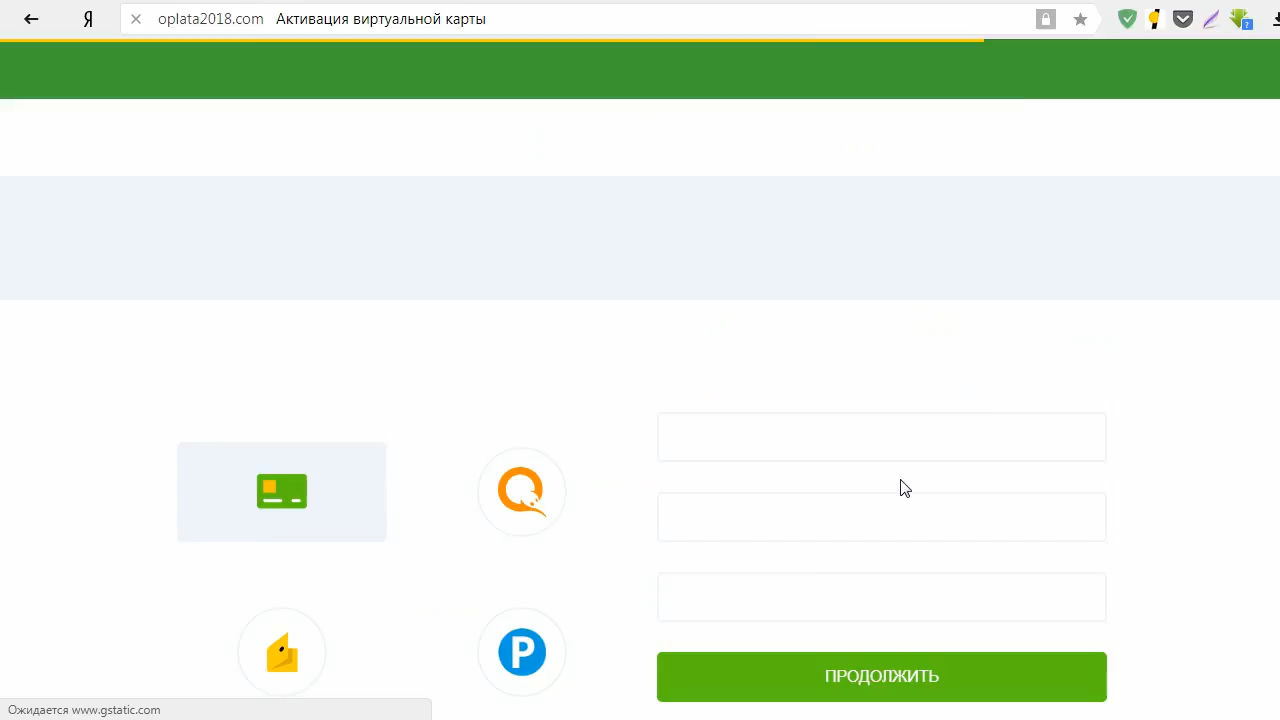 Я oplata2018.com Активация виртуальной карты
?
P
ПРОДОЛЖИТЬ
Ожидается www.gstatic.com